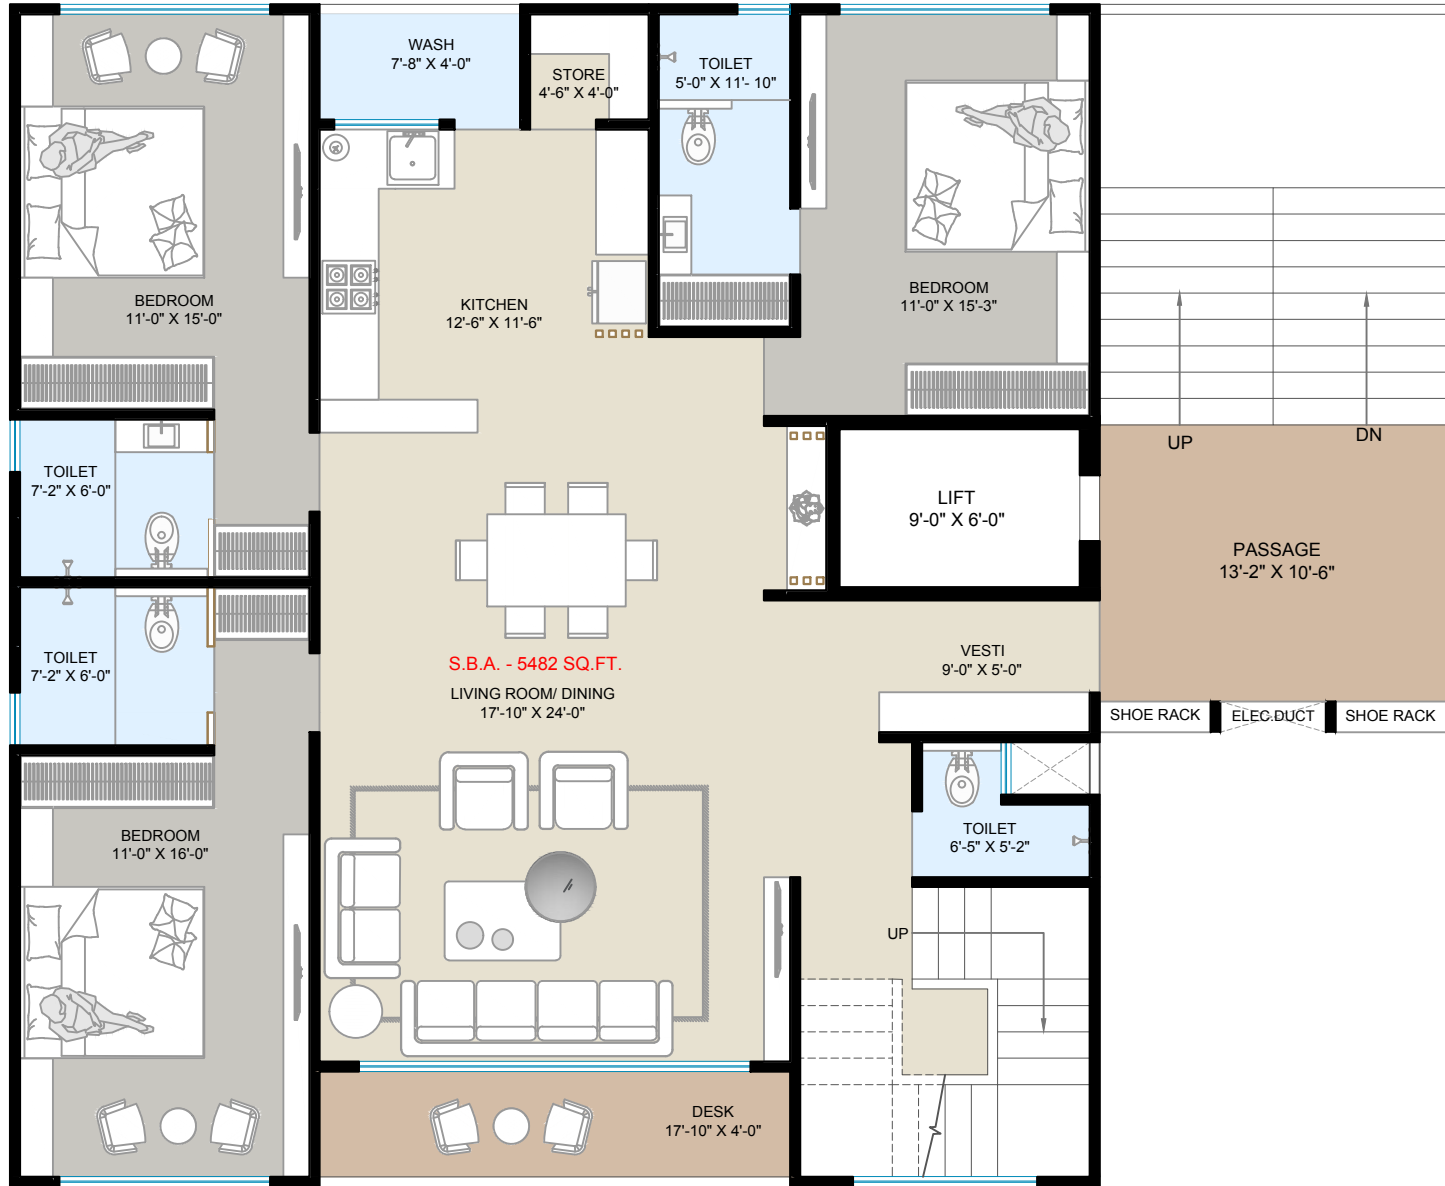 WASH
7'-8" X 4'-0"
STORE
4'-6" X 4'-0"
TOILET
5'-0" X 11'- 10"
BEDROOM
11'-0" X 15'-0"
KITCHEN
12'-6" X 11'-6"
BEDROOM
11'-0" X 15'-3"
UP
DN
TOILET
7'-2" X 6'-0"
LIFT
9'-0" X 6'-0"
PASSAGE
13'-2" X 10'-6"
TOILET
7'-2" X 6'-0"
S.B.A. - 5482 SQ.FT.
LIVING ROOM/ DINING
17'-10" X 24'-0"
VESTI
9'-0" X 5'-0"
SHOE RACK
ELEC.DUCT
SHOE RACK
BEDROOM
11'-0" X 16'-0"
TOILET
6'-5" X 5'-2"
UP
DESK
17'-10" X 4'-0"